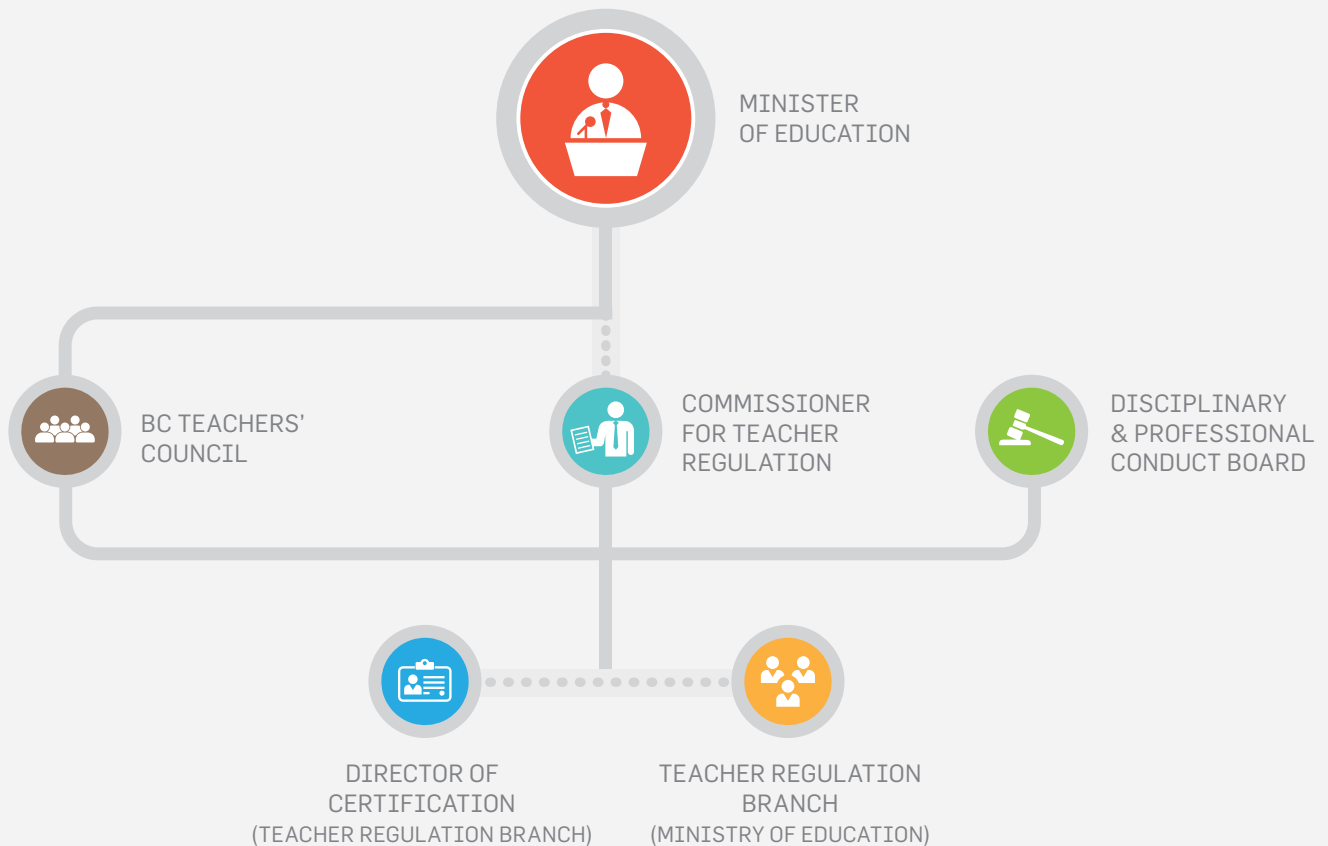 MINISTER
OF EDUCATION
BC TEACHERS’
COUNCIL
COMMISSIONER
FOR TEACHER
REGULATION
DISCIPLINARY
& PROFESSIONAL
CONDUCT BOARD
DIRECTOR OF
CERTIFICATION
(TEACHER REGULATION BRANCH)
TEACHER REGULATION
BRANCH
(MINISTRY OF EDUCATION)